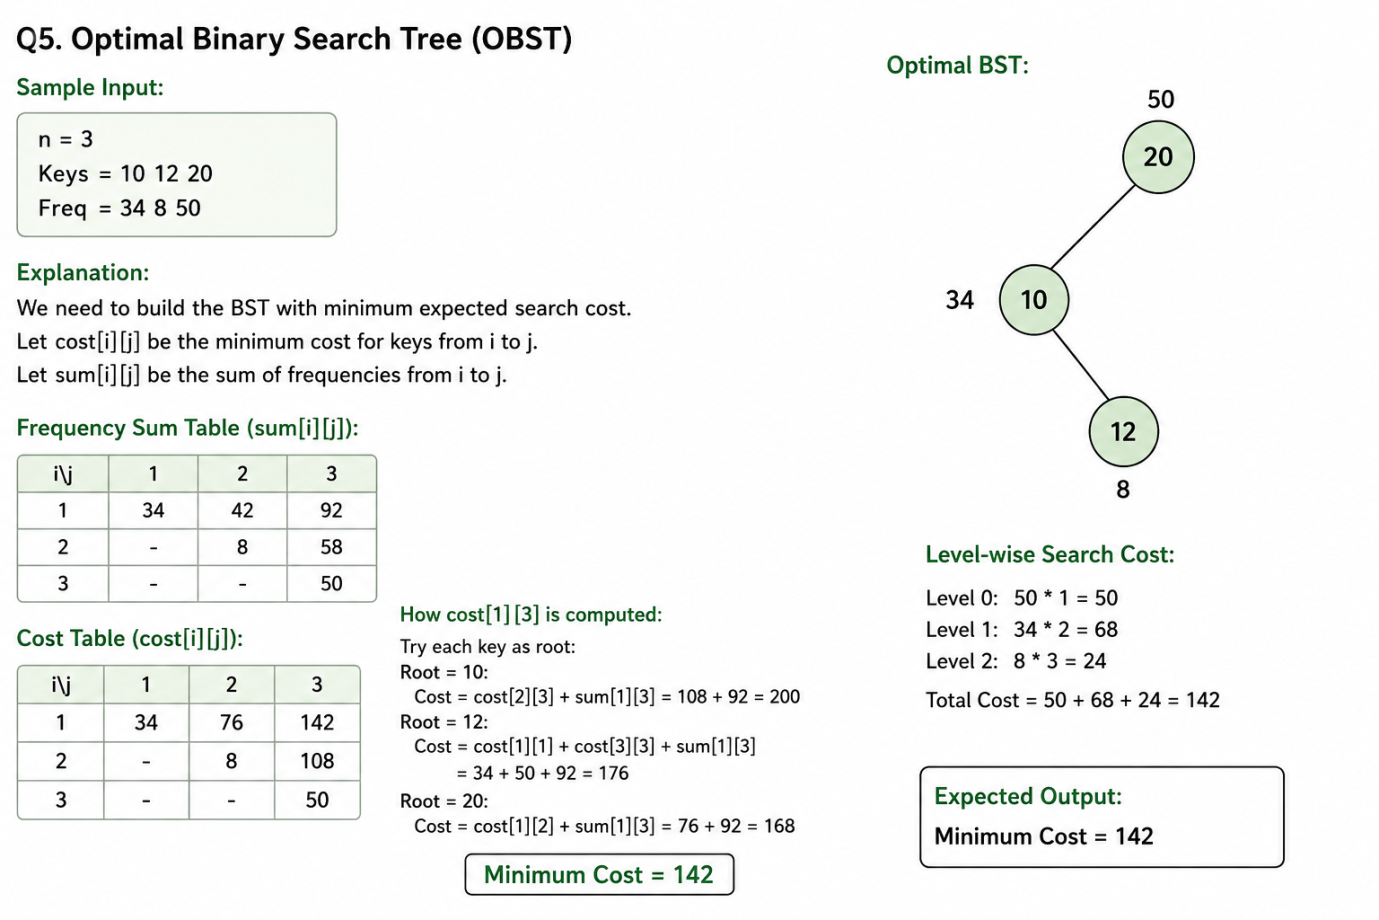 Q5. Optimal Binary Search Tree (OBST)
Sample Input:
n = 3
Keys = 10 12 20
Freq = 34 8 50
Explanation:
We need to build the BST with minimum expected search cost.
Let cost[i][j] be the minimum cost for keys from i to j.
Let sum[i][j] be the sum of frequencies from i to j.
Frequency Sum Table (sum[i][j]):
i\j 1 2 3
1 34 42 92
2 - 8 58
3 - - 50
Cost Table (cost[i][j]):
i\j 1 2 3
1 34 76 142
2 - 8 108
3 - - 50
How cost[1][3] is computed:
Try each key as root:
Root = 10:
Cost = cost[2][3] + sum[1][3] = 108 + 92 = 200
Root = 12:
Cost = cost[1][1] + cost[3][3] + sum[1][3]
= 34 + 50 + 92 = 176
Root = 20:
Cost = cost[1][2] + sum[1][3] = 76 + 92 = 168
Minimum Cost = 142
Optimal BST:
50
20
34 10
12
8
Level-wise Search Cost:
Level 0: 50 * 1 = 50
Level 1: 34 * 2 = 68
Level 2: 8 * 3 = 24
Total Cost = 50 + 68 + 24 = 142
Expected Output:
Minimum Cost = 142